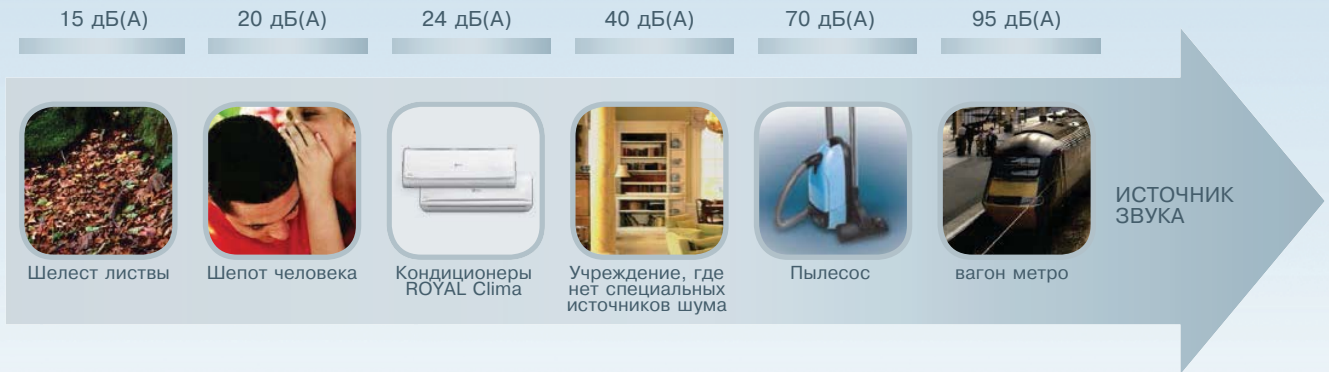 15 дБ(А)
20 дБ(А)
24 дБ(А)
40 дБ(А)
70 дБ(А)
95 дБ(А)
Шелест листвы
Шепот человека
Кондиционеры
ROYAL Clima
Учреждение, где
нет специальных
источников шума
Пылесос
вагон метро
ИСТОЧНИК
ЗВУКА